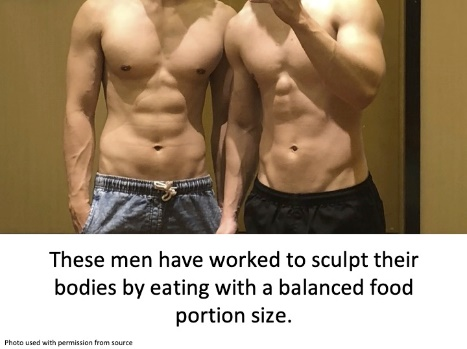 These men have worked to sculpt their
bodies by eating with a balanced food
portion size.
Photo used with permission from source